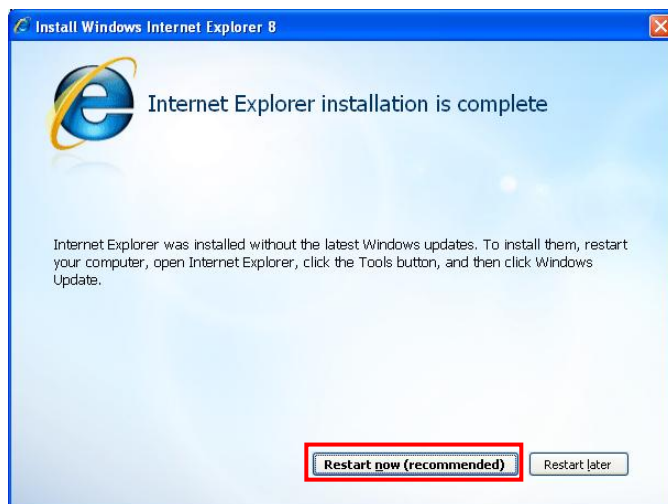 Install Windows Internet Explorer 8
Internet Explorer installation is complete
Internet Explorer was installed without the latest Windows updates. To install them, restart
your computer, open Internet Explorer, click the Tools button, and then click Windows
Update.
Restart now (recommended) Restart later